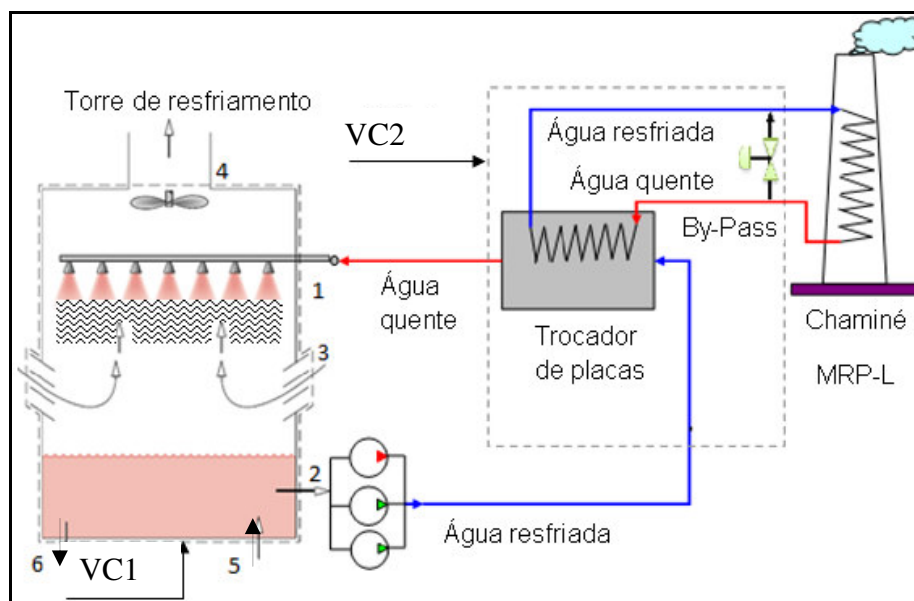 Torre de resfriamento
4
VC2
Água resfriada
Água quente
By-Pass
1
Água
quente
Trocador
de placas
Chaminé
MRP-L
3
2
Água resfriada
6
VC1
5